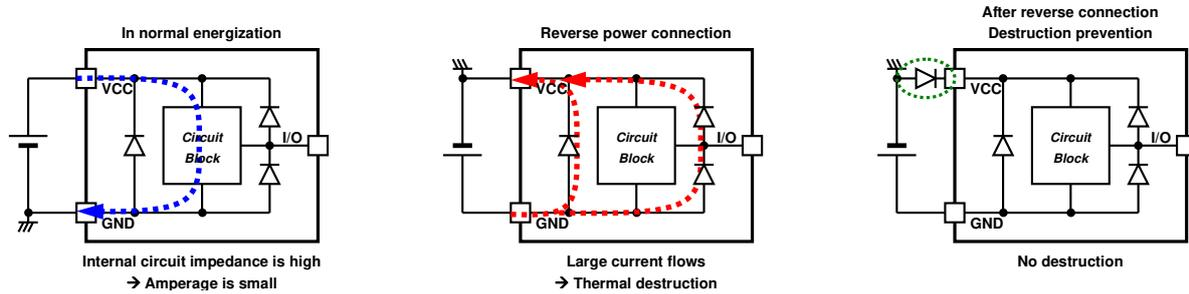 In normal energization
VCC
Circuit
Block
I/O
GND
Internal circuit impedance is high
→ Amperage is small
Reverse power connection
VCC
Circuit
Block
I/O
GND
Large current flows
→ Thermal destruction
After reverse connection
Destruction prevention
VCC
Circuit
Block
I/O
GND
No destruction